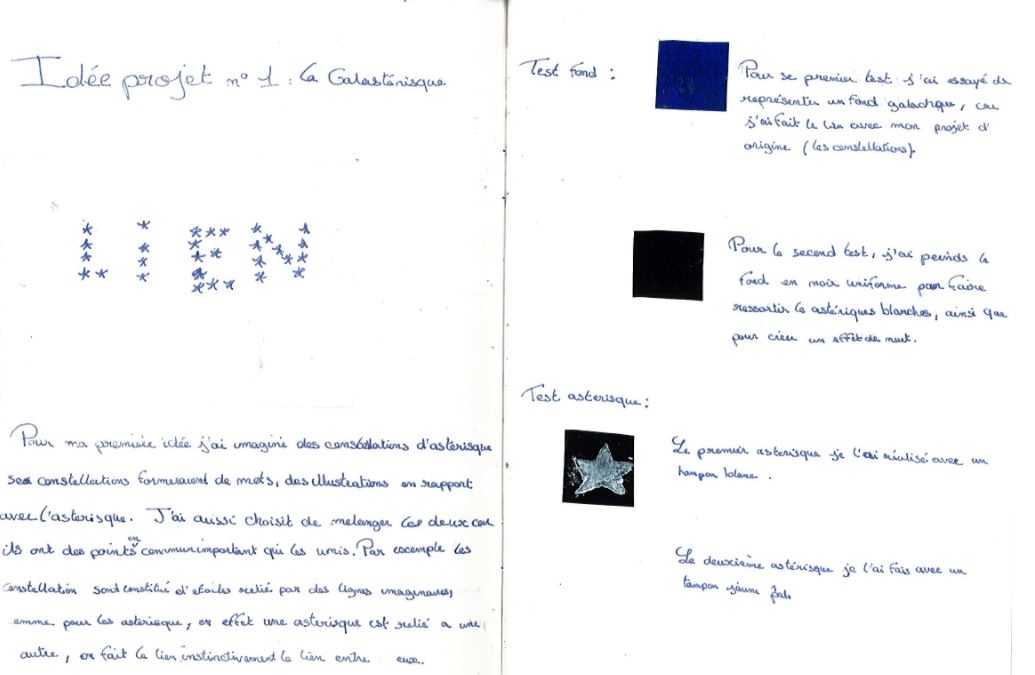 Idée projet n° 1 : La Galastérisque
LIEN
Pour ma première idée j'ai imaginé des constellations d'astérisque
ses constellations formeraient de mots, des illustrations en rapport
avec l'asterisque. J'ai aussi choisit de melanger les deux car
ils ont des points en commun important qui les unis. Par excemple les
constellation sont constitué d'etoiles relié par des lignes imaginaires,
comme pour les asterisque, en effet une asterisque est relié a une
autre, on fait le lien instinctivement le lien entre eux.
Test fond :
Pour se premier test j'ai essayé de
représenter un fond galactique, car
j'ai fait le lien avec mon projet d'
origine (les constellations).
Pour le second test, j'ai peinds le
fond en noir uniforme pour faire
ressortir le astériques blanches, ainsi que
pour créer un effet de nuit.
Test asterisque :
Le premier asterisque je l'ai réalisé avec un
tampon blanc .
Le deuxième astérisque je l'ai fais avec un
tampon jaune